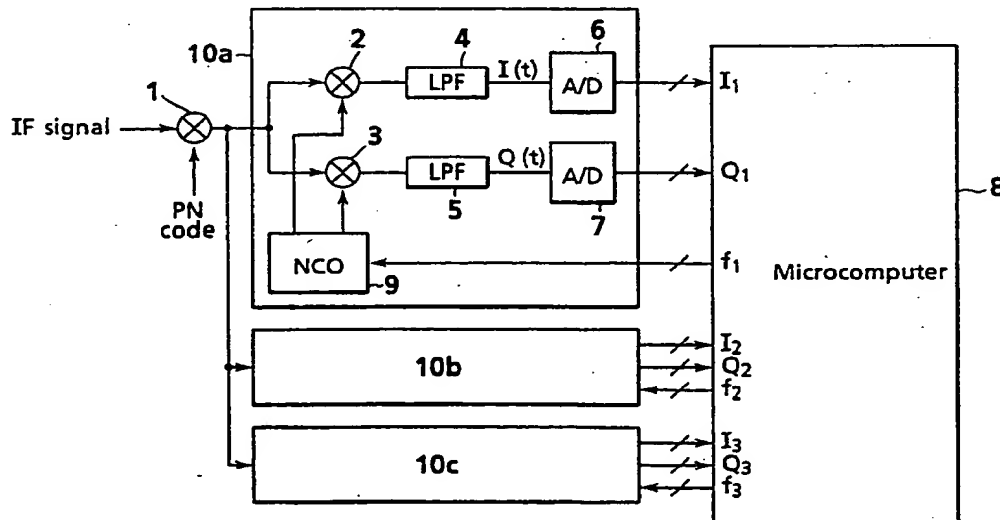 10a
2
4
6
1
LPF
I (t)
A/D
I1
IF signal
3
Q (t)
LPF
A/D
Q1
8
5
7
PN
code
NCO
9
f1
Microcomputer
10b
I2
Q2
f2
10c
I3
Q3
f3